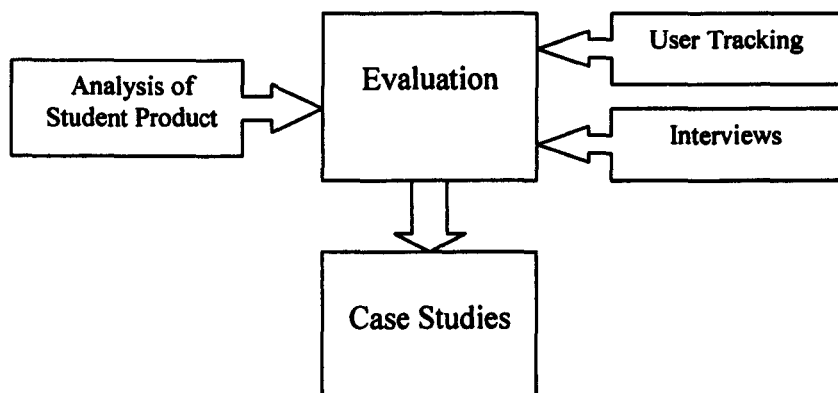 Analysis of
Student Product
Evaluation
User Tracking
Interviews
Case Studies